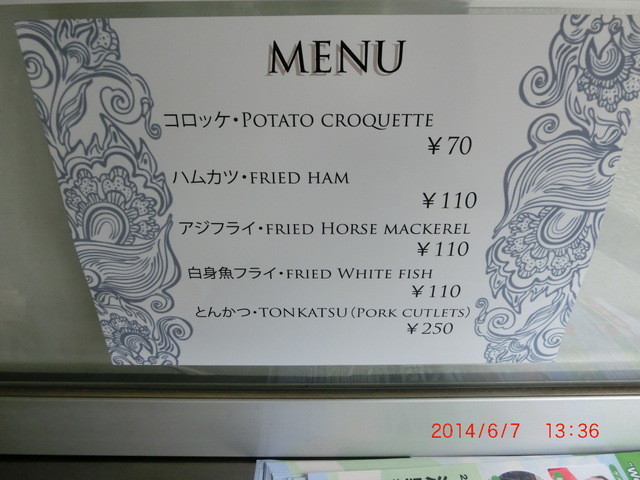 MENU
コロッケ・POTATO CROQUETTE
￥70
ハムカツ・FRIED HAM
￥110
アジフライ・FRIED HORSE MACKEREL
￥110
白身魚フライ・FRIED WHITE FISH
￥110
とんかつ・TONKATSU(PORK CUTLETS)
￥250
2014/6/7 13:36